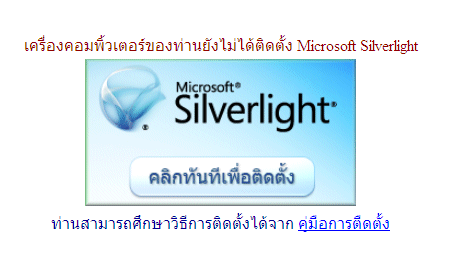 เครื่องคอมพิ้วเตอร์ของท่านยังไม่ได้ติดตั้ง Microsoft Silverlight
Microsoft®
Silverlight®
®
คลิกทันทีเพื่อติดตั้ง
ท่านสามารถศึกษาวิธีการติดตั้งได้จาก คู่มือการติดตั้ง